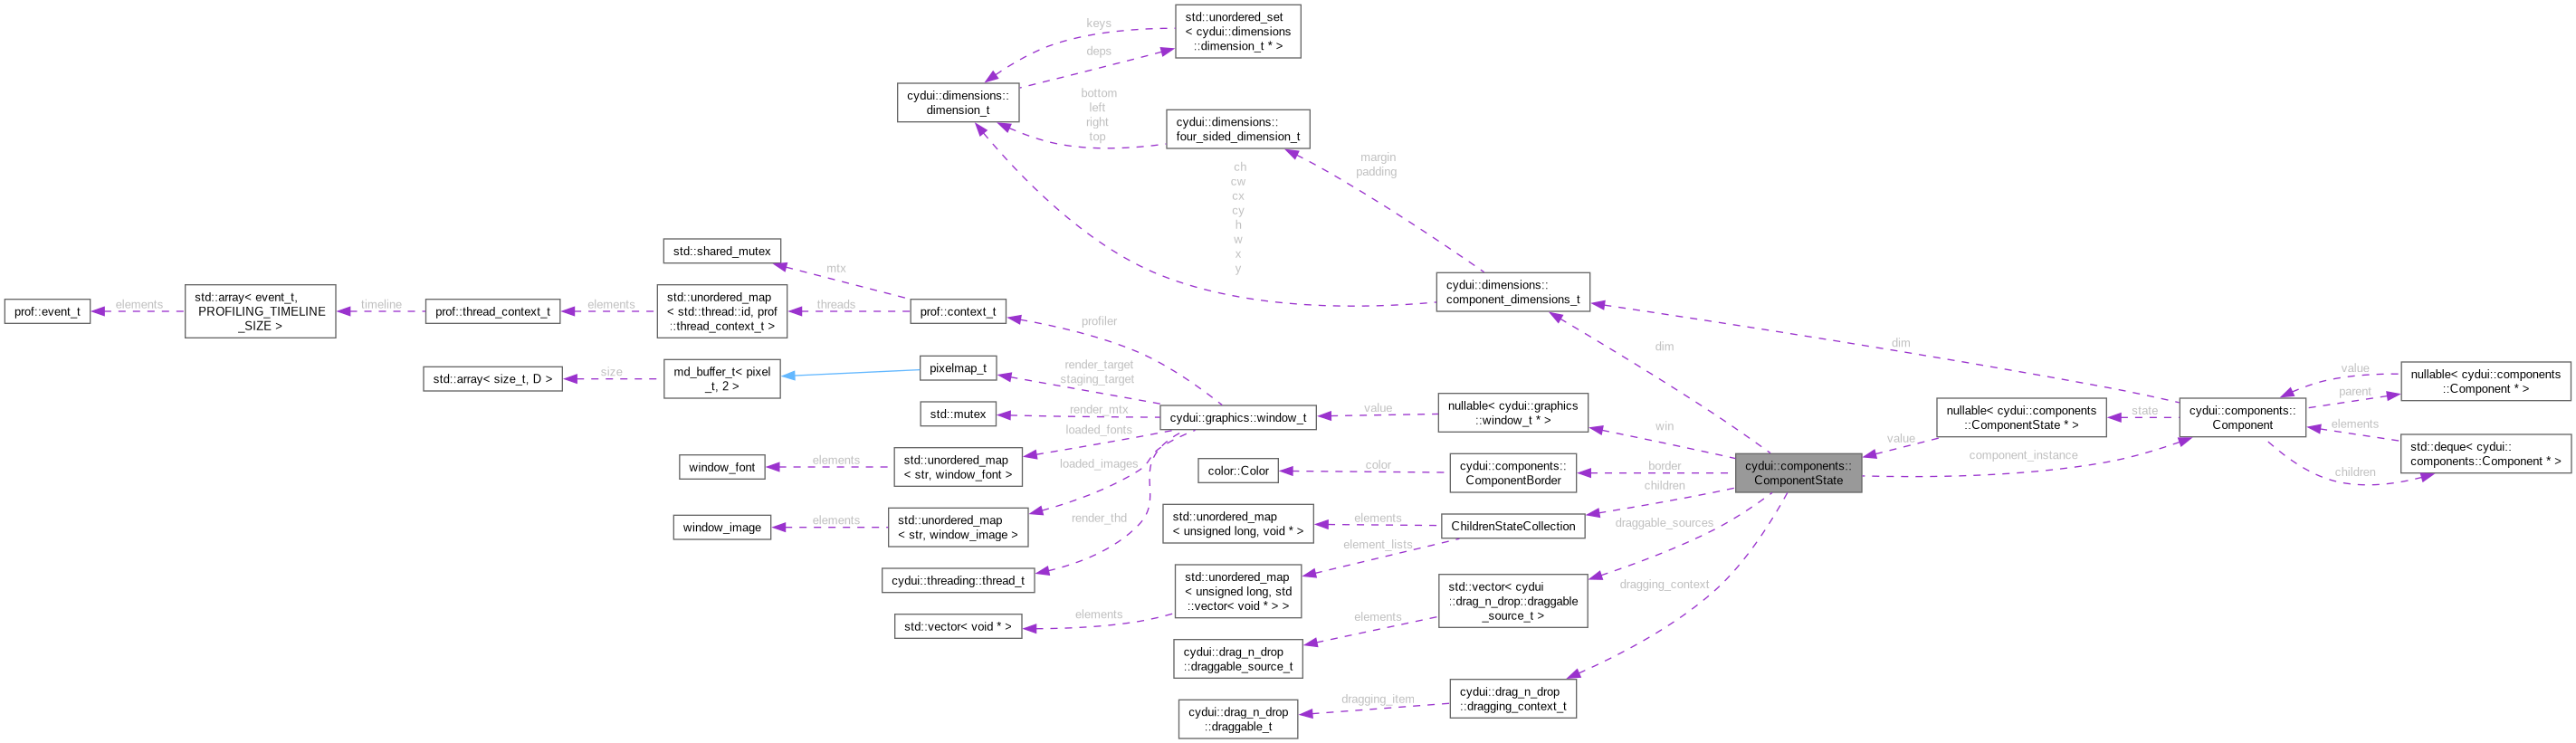 keys
deps
std::unordered_set
< cydui::dimensions
::dimension_t * >
cydui::dimensions::
dimension_t
bottom
left
right
top
cydui::dimensions::
four_sided_dimension_t
margin
padding
ch
cw
cx
cy
h
w
x
y
cydui::dimensions::
component_dimensions_t
std::shared_mutex
mtx
prof::event_t
elements
std::array< event_t,
PROFILING_TIMELINE
_SIZE >
timeline
prof::thread_context_t
elements
std::unordered_map
< std::thread::id, prof
::thread_context_t >
threads
prof::context_t
profiler
dim
dim
std::array< size_t, D >
size
md_buffer_t< pixel
_t, 2 >
pixelmap_t
render_target
staging_target
std::mutex
render_mtx
cydui::graphics::window_t
value
nullable< cydui::graphics
::window_t * >
win
loaded_fonts
window_font
elements
std::unordered_map
< str, window_font >
loaded_images
window_image
elements
std::unordered_map
< str, window_image >
render_thd
cydui::threading::thread_t
color::Color
color
cydui::components::
ComponentBorder
border
children
cydui::components::
ComponentState
value
nullable< cydui::components
::ComponentState * >
state
component_instance
cydui::components::
Component
value
parent
nullable< cydui::components
::Component * >
elements
children
std::deque< cydui::
components::Component * >
std::unordered_map
< unsigned long, void * >
elements
ChildrenStateCollection
element_lists
draggable_sources
std::unordered_map
< unsigned long, std
::vector< void * > >
std::vector< void * >
elements
std::vector< cydui
::drag_n_drop::draggable
_source_t >
dragging_context
elements
cydui::drag_n_drop
::draggable_source_t
cydui::drag_n_drop
::draggable_t
dragging_item
cydui::drag_n_drop
::dragging_context_t